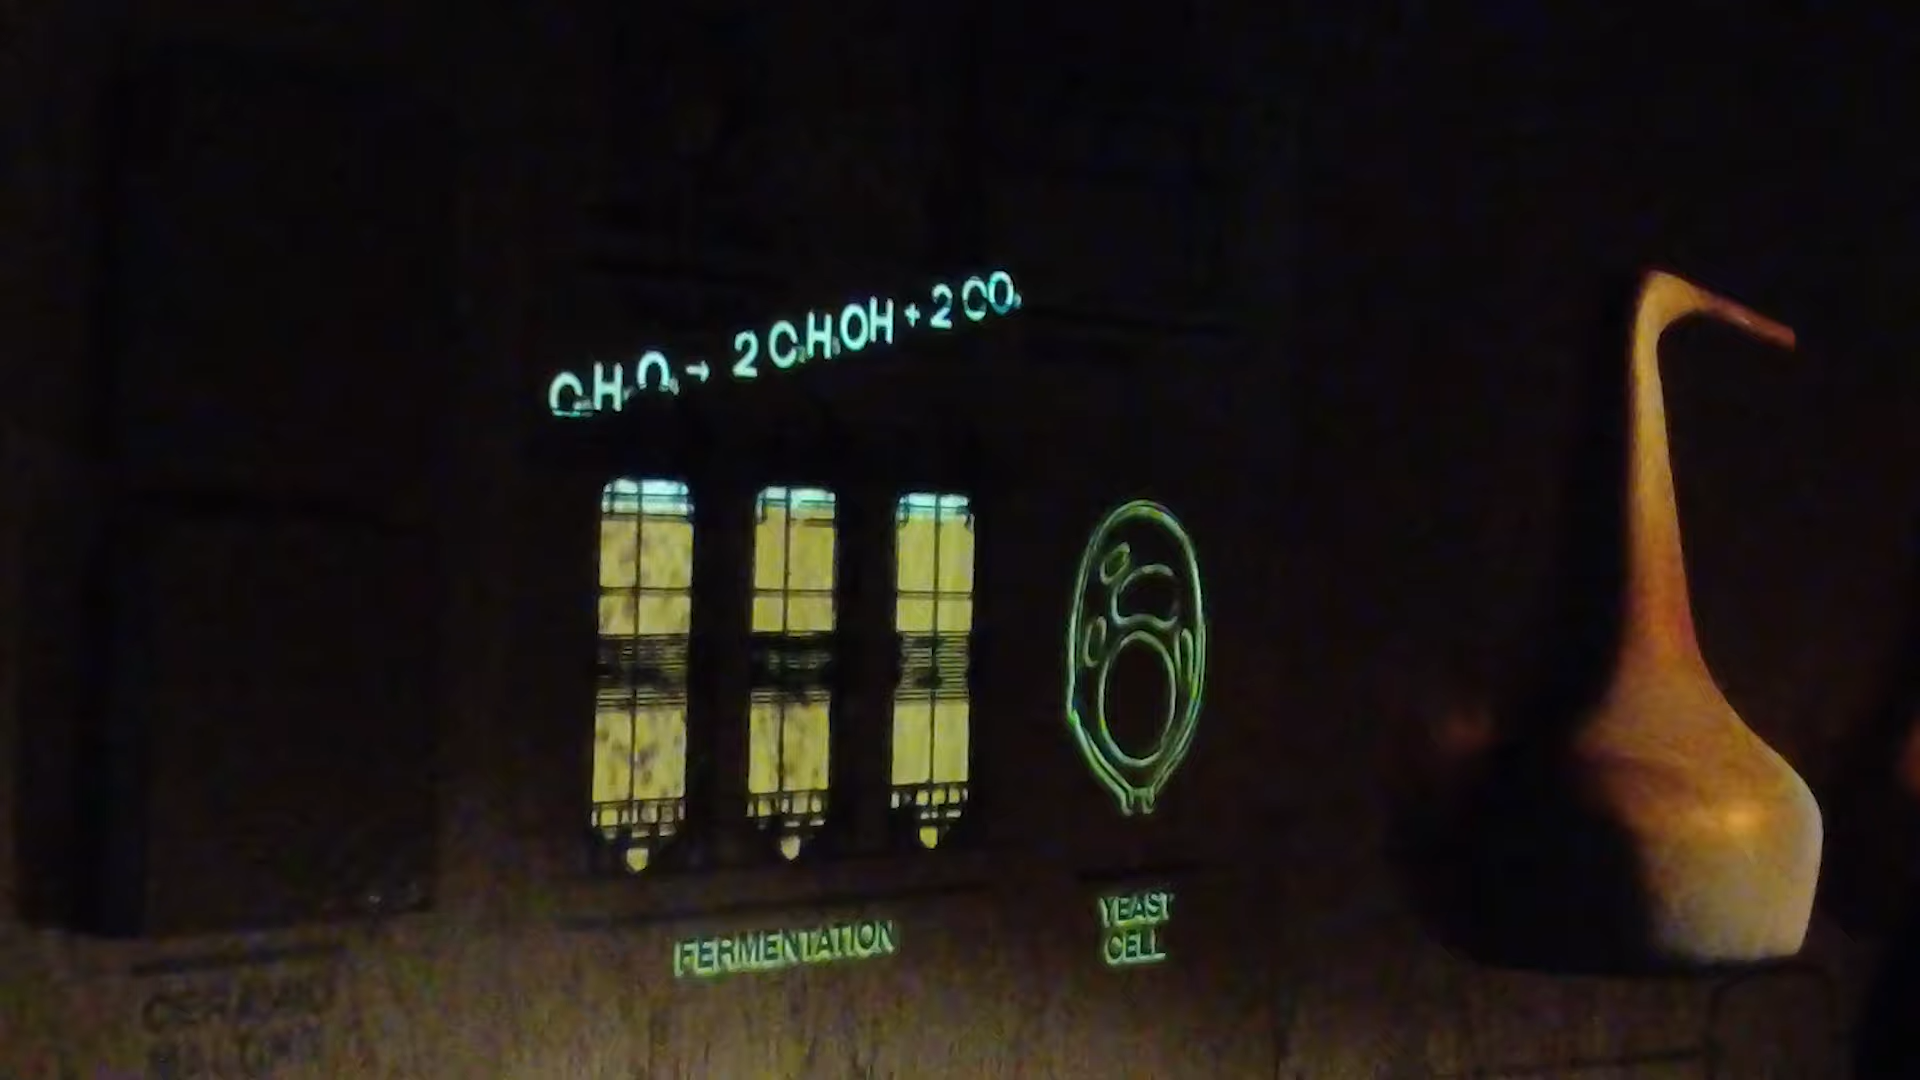 C₆H₁₂O₆ → 2 C₂H₅OH + 2 CO₂
FERMENTATION
YEAST
CELL